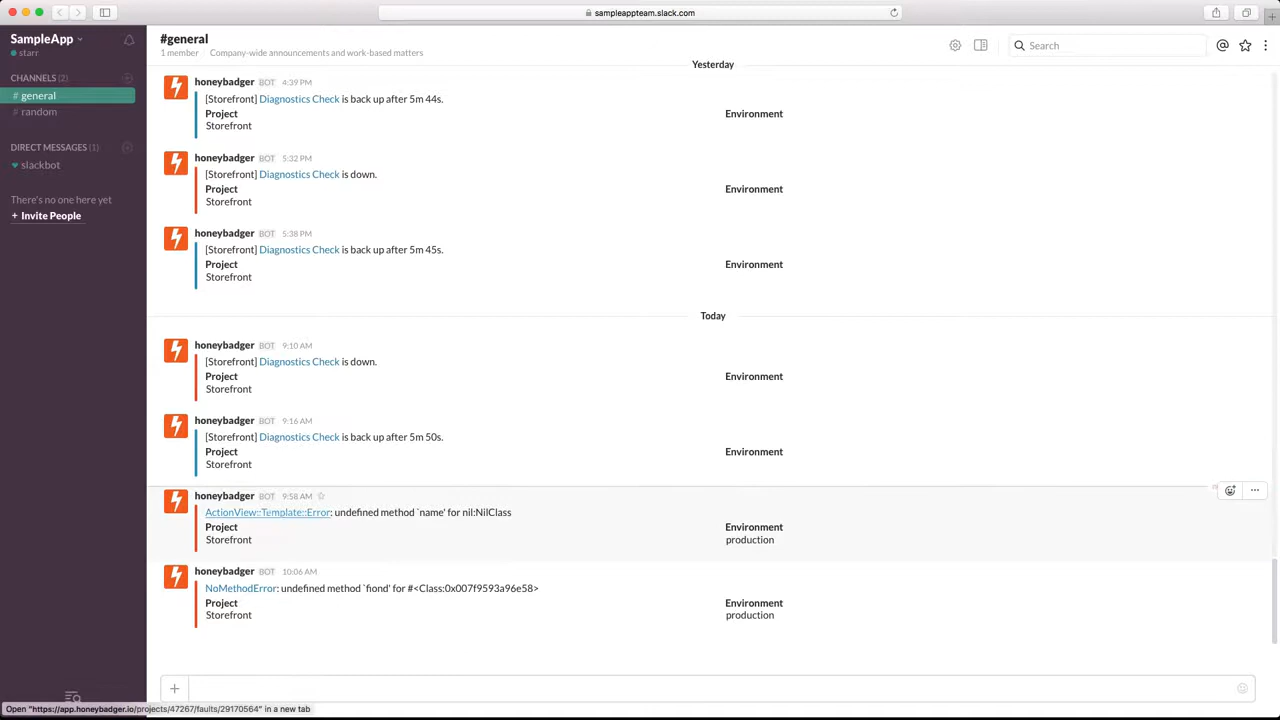 sampleappteam.slack.com
SampleApp
starr
CHANNELS (2)
# general
# random
DIRECT MESSAGES (1)
slackbot
There's no one here yet
+ Invite People
#general
1 member
Company-wide announcements and work-based matters
Search
Yesterday
honeybadger BOT 4:39 PM
[Storefront] Diagnostics Check is back up after 5m 44s.
Project Environment
Storefront
honeybadger BOT 5:32 PM
[Storefront] Diagnostics Check is down.
Project Environment
Storefront
honeybadger BOT 5:38 PM
[Storefront] Diagnostics Check is back up after 5m 45s.
Project Environment
Storefront
Today
honeybadger BOT 9:10 AM
[Storefront] Diagnostics Check is down.
Project Environment
Storefront
honeybadger BOT 9:16 AM
[Storefront] Diagnostics Check is back up after 5m 50s.
Project Environment
Storefront
honeybadger BOT 9:58 AM
ActionView::Template::Error: undefined method `name' for nil:NilClass
Project Environment
Storefront production
honeybadger BOT 10:06 AM
NoMethodError: undefined method `fiond' for #<Class:0x007f9593a96e58>
Project Environment
Storefront production
Open "https://app.honeybadger.io/projects/47267/faults/29170564" in a new tab